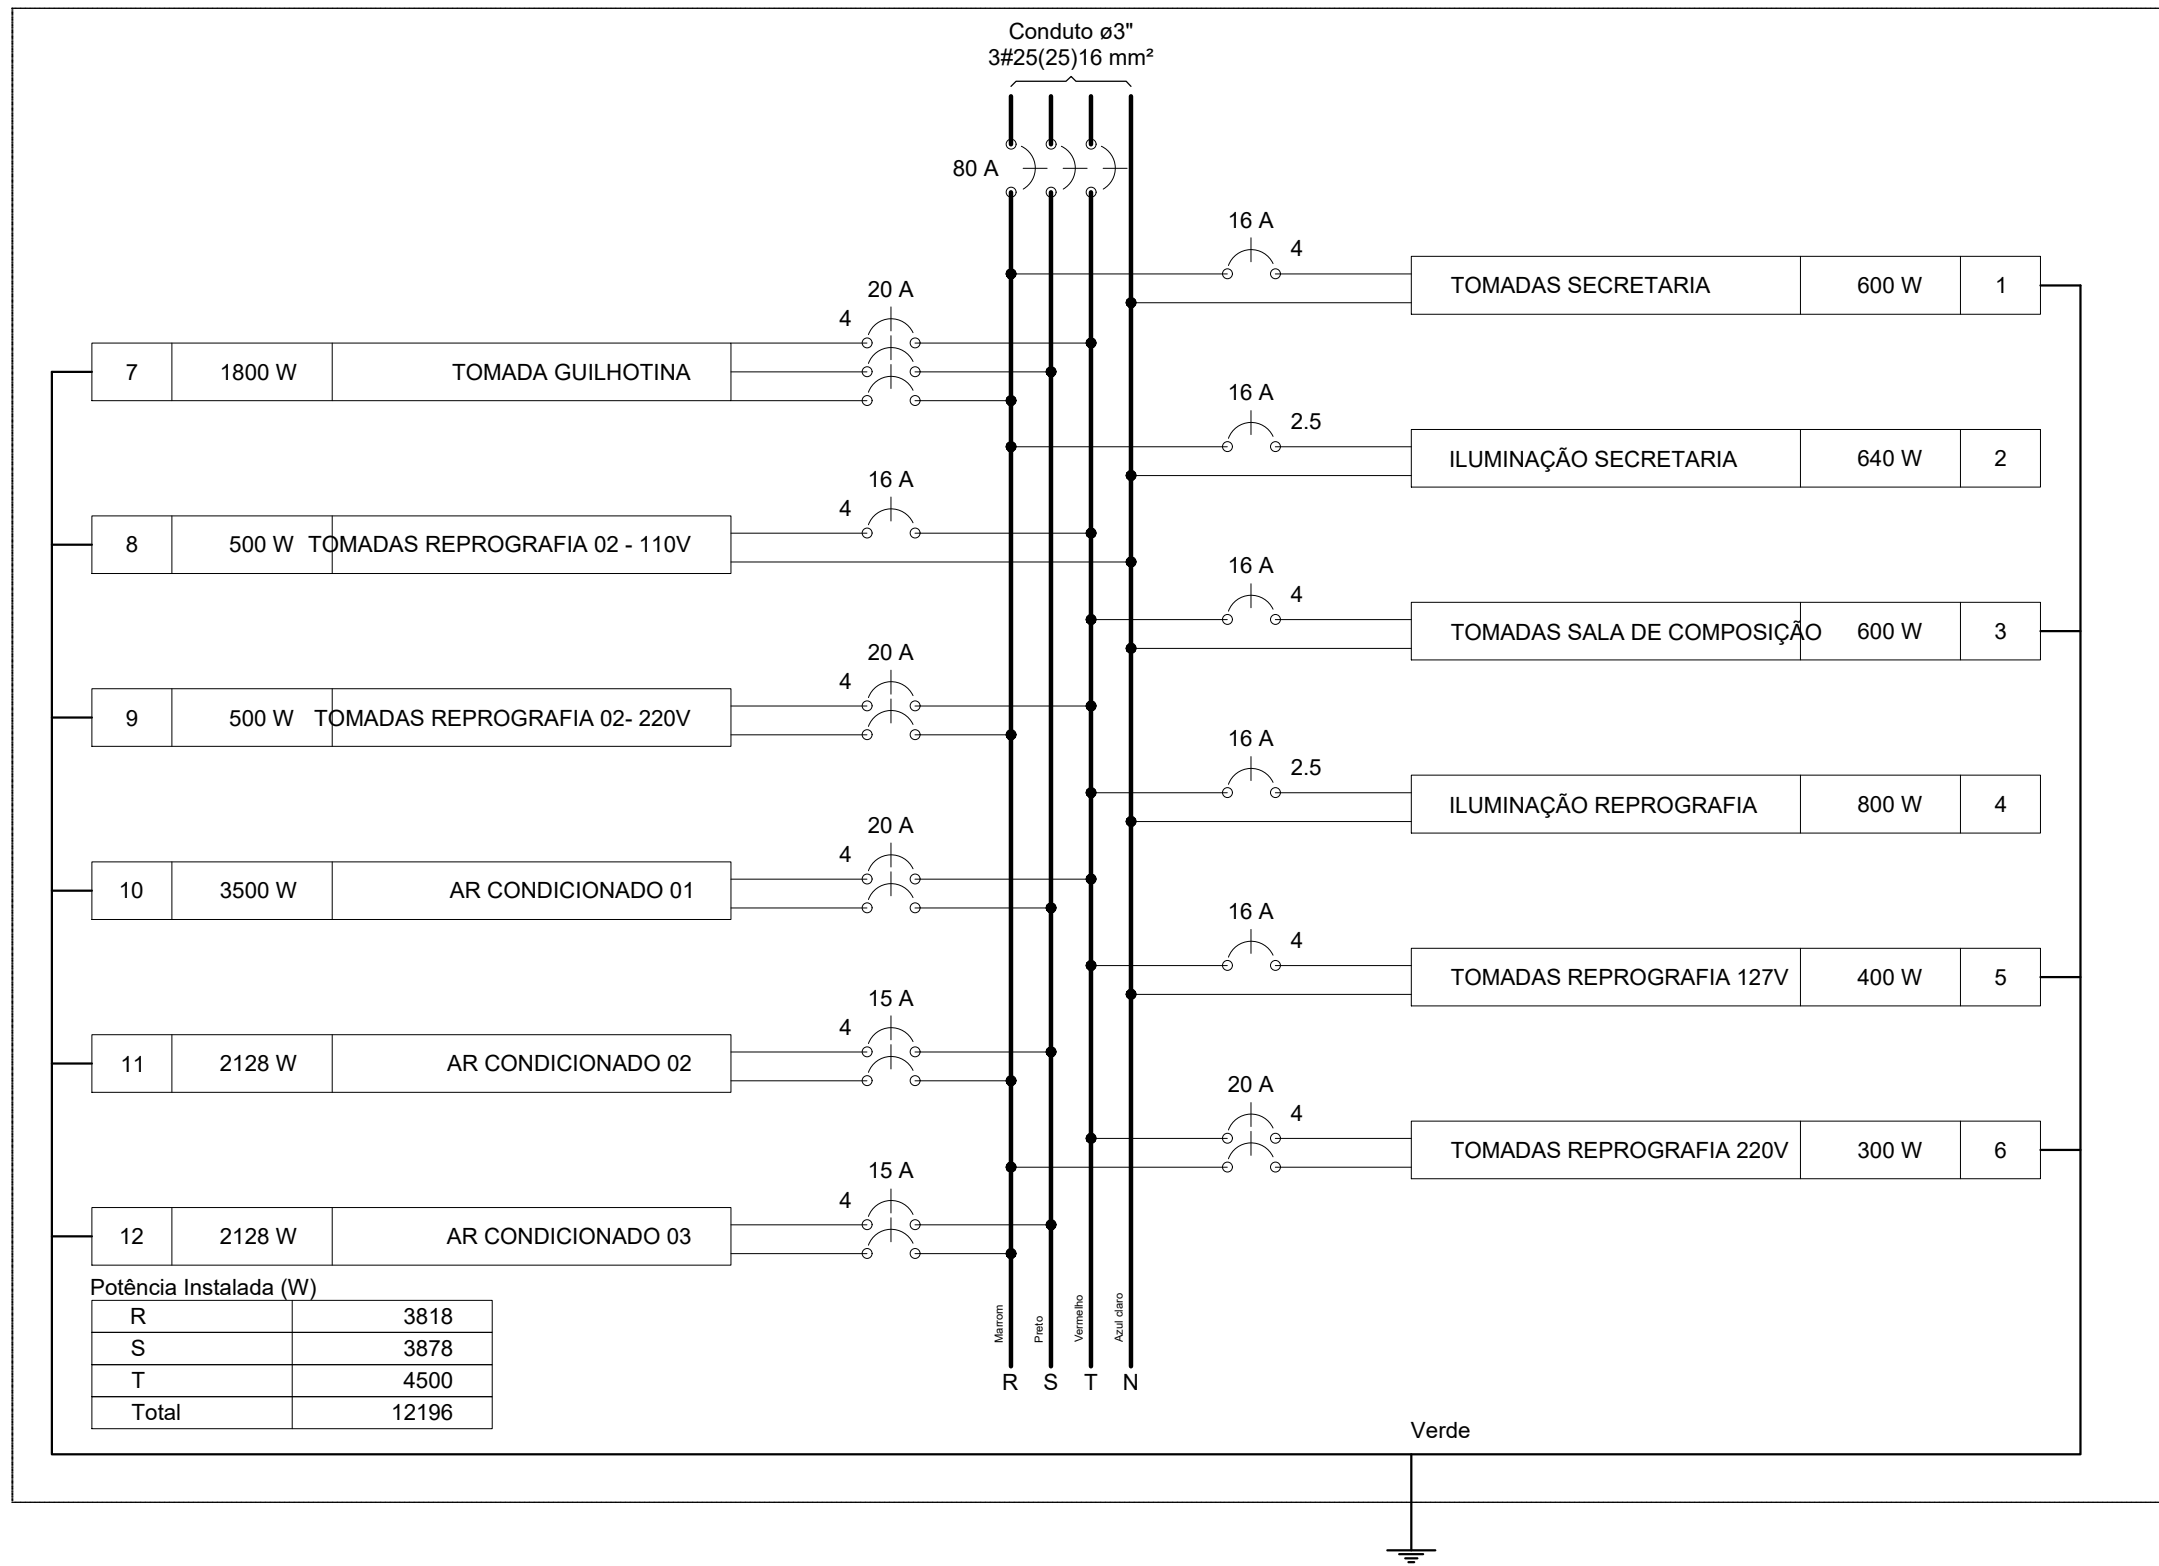 Conduto ø3"
3#25(25)16 mm²
80 A
16 A
4
TOMADAS SECRETARIA 600 W 1
20 A
4
7 1800 W TOMADA GUILHOTINA
16 A
2.5
ILUMINAÇÃO SECRETARIA 640 W 2
16 A
4
8 500 W TOMADAS REPROGRAFIA 02 - 110V
16 A
4
TOMADAS SALA DE COMPOSIÇÃO 600 W 3
20 A
4
9 500 W TOMADAS REPROGRAFIA 02- 220V
16 A
2.5
ILUMINAÇÃO REPROGRAFIA 800 W 4
20 A
4
10 3500 W AR CONDICIONADO 01
16 A
4
TOMADAS REPROGRAFIA 127V 400 W 5
15 A
4
11 2128 W AR CONDICIONADO 02
20 A
4
TOMADAS REPROGRAFIA 220V 300 W 6
15 A
4
12 2128 W AR CONDICIONADO 03
Potência Instalada (W)
R 3818
S 3878
T 4500
Total 12196
Marrom
Preto
Vermelho
Azul claro
R S T N
Verde